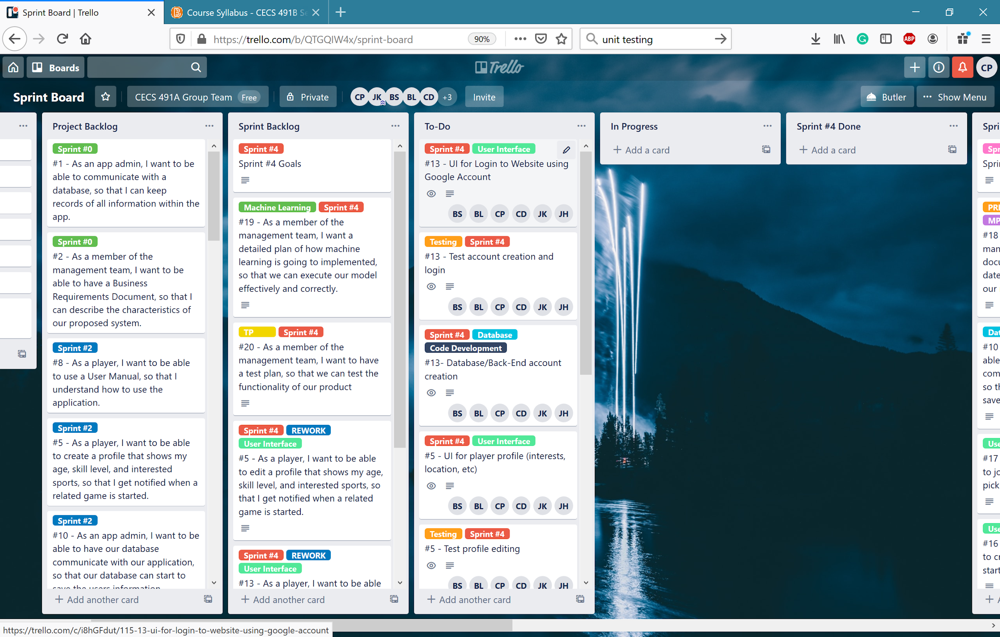 Sprint Board | Trello
Course Syllabus - CECS 491B Se
https://trello.com/b/QTGQIW4x/sprint-board
90%
unit testing
ABP
Boards
Trello
CP
Sprint Board
CECS 491A Group Team Free
Private
CP JK BS BL CD +3
Invite
Butler
Show Menu
Project Backlog
Sprint #0
#1 - As an app admin, I want to be
able to communicate with a
database, so that I can keep
records of all information within the
app.
Sprint #0
#2 - As a member of the
management team, I want to be
able to have a Business
Requirements Document, so that I
can describe the characteristics of
our proposed system.
Sprint #2
#8 - As a player, I want to be able
to use a User Manual, so that I
understand how to use the
application.
Sprint #2
#5 - As a player, I want to be able
to create a profile that shows my
age, skill level, and interested
sports, so that I get notified when a
related game is started.
Sprint #2
#10 - As an app admin, I want to be
able to have our database
communicate with our application,
so that our database can start to
save the users information
Add another card
Sprint Backlog
Sprint #4
Sprint #4 Goals
Machine Learning Sprint #4
#19 - As a member of the
management team, I want a
detailed plan of how machine
learning is going to implemented,
so that we can execute our model
effectively and correctly.
TP Sprint #4
#20 - As a member of the
management team, I want to have
a test plan, so that we can test the
functionality of our product
Sprint #4 REWORK
User Interface
#5 - As a player, I want to be able
to edit a profile that shows my age,
skill level, and interested sports, so
that I get notified when a related
game is started.
Sprint #4 REWORK
User Interface
#13 - As a player, I want to be able
Add another card
To-Do
Sprint #4 User Interface
#13 - UI for Login to Website using
Google Account
BS BL CP CD JK JH
Testing Sprint #4
#13 - Test account creation and
login
BS BL CP CD JK JH
Sprint #4 Database
Code Development
#13- Database/Back-End account
creation
BS BL CP CD JK JH
Sprint #4 User Interface
#5 - UI for player profile (interests,
location, etc)
BS BL CP CD JK JH
Testing Sprint #4
#5 - Test profile editing
BS BL CP CD JK JH
Add another card
In Progress
Add a card
Sprint #4 Done
Add a card
Spri
Spr
Sprin
PRI
MP
#18
man
docu
date
our
Dat
#10
able
com
so th
save
Use
#17
to jo
pick
Use
#16
to cr
start
https://trello.com/c/i8hGFdut/115-13-ui-for-login-to-website-using-google-account